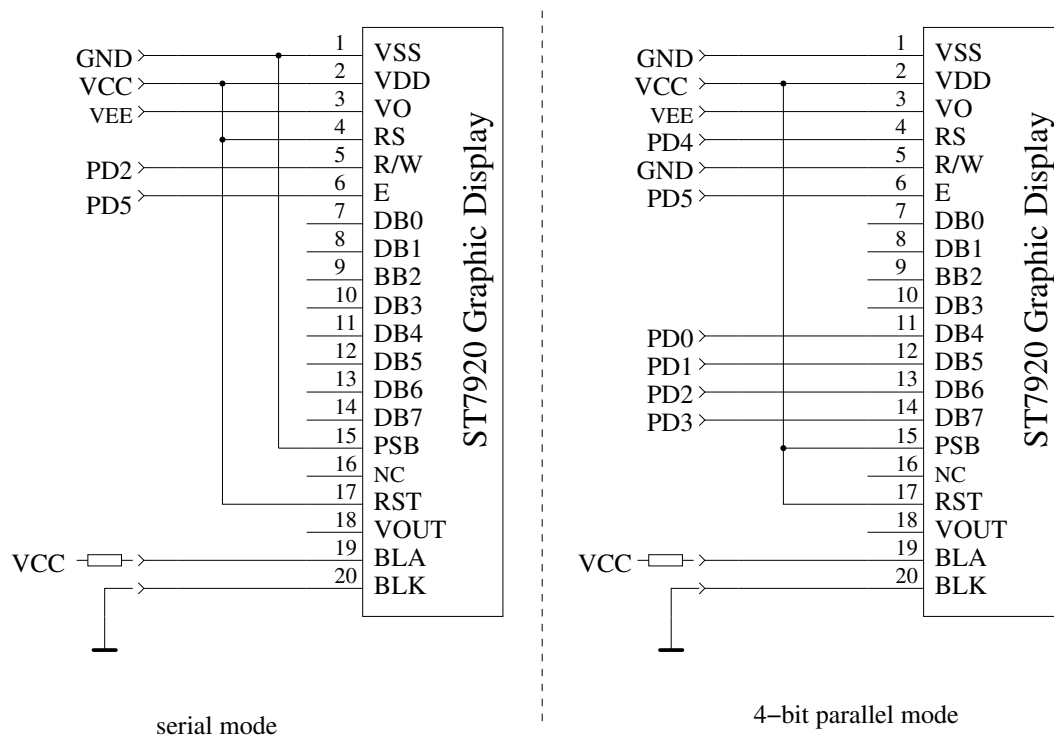 GND 1 VSS
VCC 2 VDD
VEE 3 VO
4 RS
PD2 5 R/W
PD5 6 E
7 DB0
8 DB1
9 BB2
10 DB3
11 DB4
12 DB5
13 DB6
14 DB7
15 PSB
16 NC
17 RST
18 VOUT
VCC 19 BLA
20 BLK
ST7920 Graphic Display
serial mode
GND 1 VSS
VCC 2 VDD
VEE 3 VO
PD4 4 RS
GND 5 R/W
PD5 6 E
7 DB0
8 DB1
9 BB2
10 DB3
PD0 11 DB4
PD1 12 DB5
PD2 13 DB6
PD3 14 DB7
15 PSB
16 NC
17 RST
18 VOUT
VCC 19 BLA
20 BLK
ST7920 Graphic Display
4−bit parallel mode